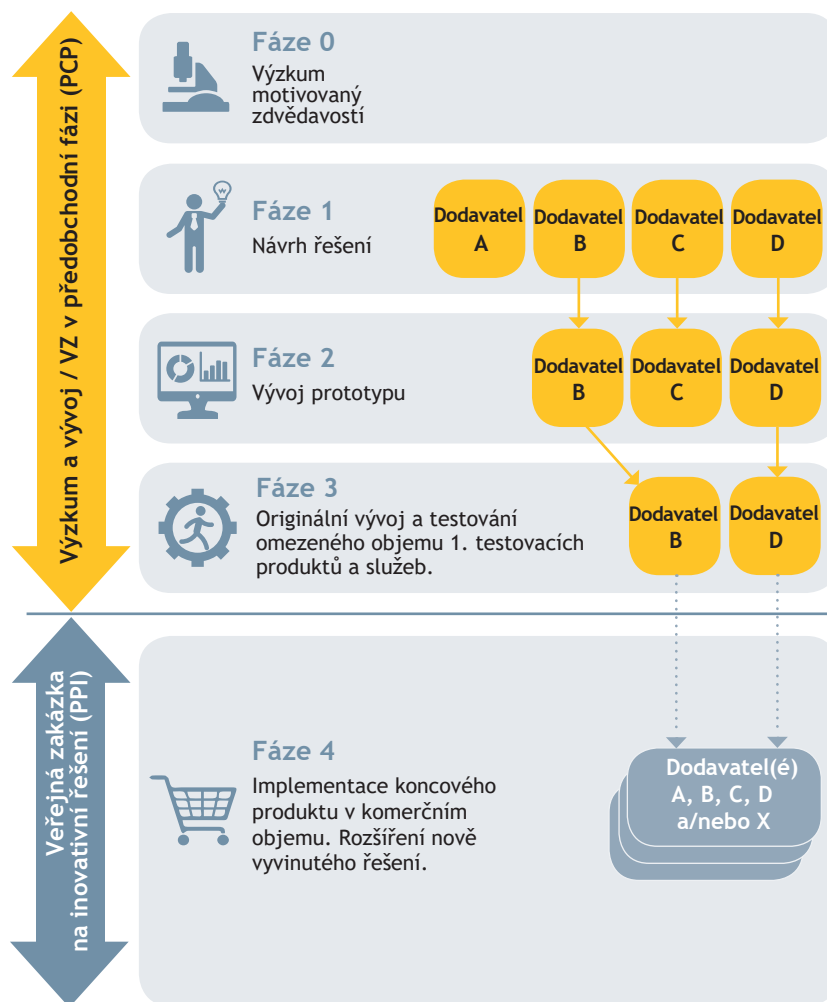 Výzkum a vývoj / VZ v předobchodní fázi (PCP)
Fáze 0
Výzkum
motivovaný
zdvědavostí
Fáze 1
Návrh řešení
Dodavatel
A
Dodavatel
B
Dodavatel
C
Dodavatel
D
Fáze 2
Vývoj prototypu
Dodavatel
B
Dodavatel
C
Dodavatel
D
Fáze 3
Originální vývoj a testování
omezeného objemu 1. testovacích
produktů a služeb.
Dodavatel
B
Dodavatel
D
Veřejná zakázka
na inovativní řešení (PPI)
Fáze 4
Implementace koncového
produktu v komerčním
objemu. Rozšíření nově
vyvinutého řešení.
Dodavatel(é)
A, B, C, D
a/nebo X